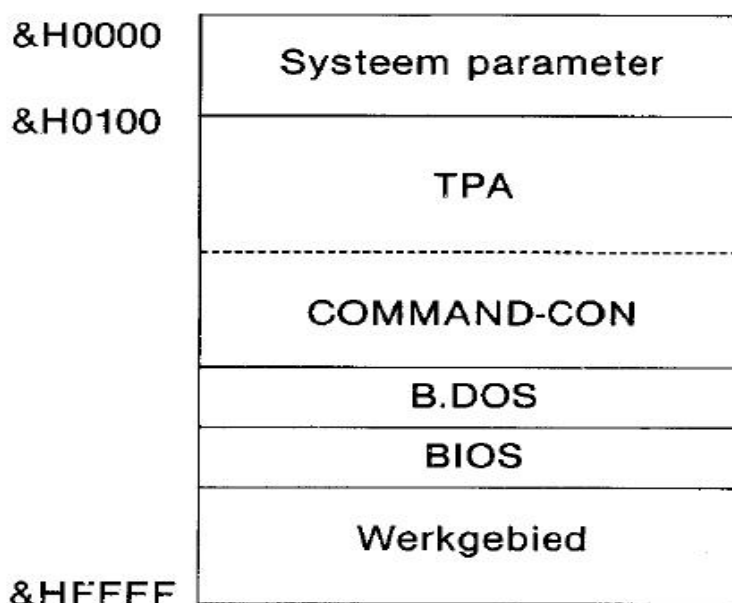 &H0000
Systeem parameter
&H0100
TPA
COMMAND-CON
B.DOS
BIOS
Werkgebied
&HFFFF